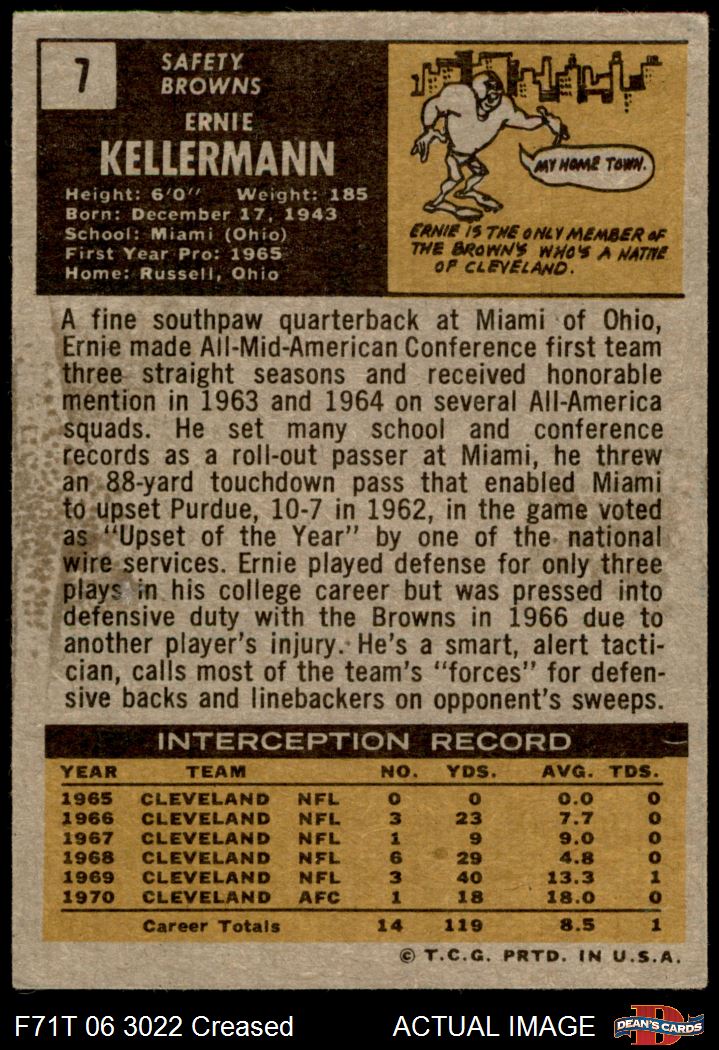 7
SAFETY
BROWNS
ERNIE
KELLERMANN
Height: 6'0" Weight: 185
Born: December 17, 1943
School: Miami (Ohio)
First Year Pro: 1965
Home: Russell, Ohio
MY HOME TOWN.
ERNIE IS THE ONLY MEMBER OF
THE BROWN'S WHO'S A NATIVE
OF CLEVELAND.
A fine southpaw quarterback at Miami of Ohio,
Ernie made All-Mid-American Conference first team
three straight seasons and received honorable
mention in 1963 and 1964 on several All-America
squads. He set many school and conference
records as a roll-out passer at Miami, he threw
an 88-yard touchdown pass that enabled Miami
to upset Purdue, 10-7 in 1962, in the game voted
as "Upset of the Year" by one of the national
wire services. Ernie played defense for only three
plays in his college career but was pressed into
defensive duty with the Browns in 1966 due to
another player's injury. He's a smart, alert tacti-
cian, calls most of the team's "forces" for defen-
sive backs and linebackers on opponent's sweeps.
INTERCEPTION RECORD
YEAR TEAM NO. YDS. AVG. TDS.
1965 CLEVELAND NFL 0 0 0.0 0
1966 CLEVELAND NFL 3 23 7.7 0
1967 CLEVELAND NFL 1 9 9.0 0
1968 CLEVELAND NFL 6 29 4.8 0
1969 CLEVELAND NFL 3 40 13.3 1
1970 CLEVELAND AFC 1 18 18.0 0
Career Totals 14 119 8.5 1
© T.C.G. PRTD. IN U.S.A.
F71T 06 3022 Creased ACTUAL IMAGE D DEAN'S CARDS